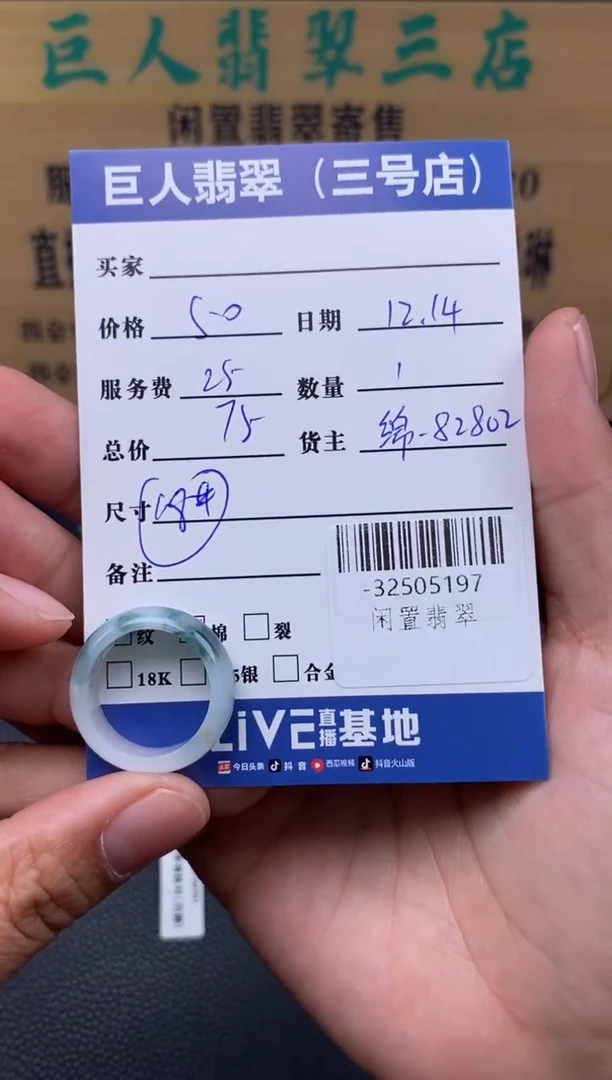 巨人翡翠三店
闲置翡翠寄售
巨人翡翠（三号店）
买家
价格 50 日期 12.14
服务费 25 数量 1
总价 75 货主 绵-82802
尺寸
备注
-32505197
闲置翡翠
纹 棉 裂
18K 银 合金
LiVE直播基地
头条 今日头条 抖音 西瓜视频 抖音火山版